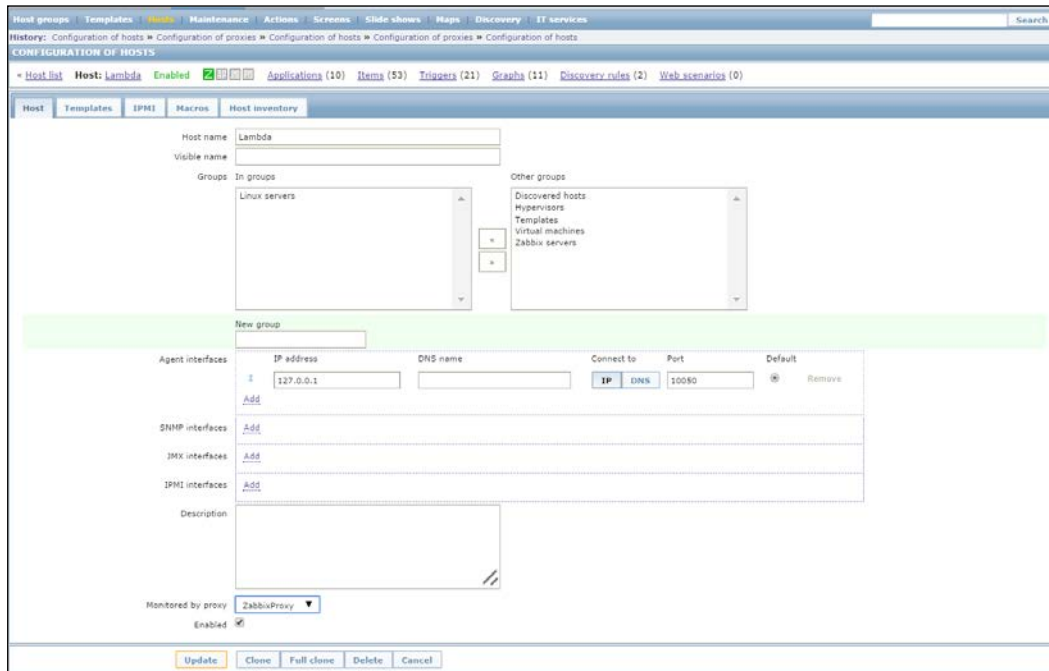 Host groups | Templates | Hosts | Maintenance | Actions | Screens | Slide shows | Maps | Discovery | IT services
Search
History: Configuration of hosts » Configuration of proxies » Configuration of hosts » Configuration of proxies » Configuration of hosts
CONFIGURATION OF HOSTS
« Host list Host: Lambda Enabled Z Applications (10) Items (53) Triggers (21) Graphs (11) Discovery rules (2) Web scenarios (0)
Host Templates IPMI Macros Host inventory
Host name Lambda
Visible name
Groups In groups Other groups
Linux servers Discovered hosts
Hypervisors
Templates
Virtual machines
« Zabbix servers
»
New group
Agent interfaces IP address DNS name Connect to Port Default
127.0.0.1 IP DNS 10050 Remove
Add
SNMP interfaces Add
JMX interfaces Add
IPMI interfaces Add
Description
Monitored by proxy ZabbixProxy
Enabled
Update Clone Full clone Delete Cancel